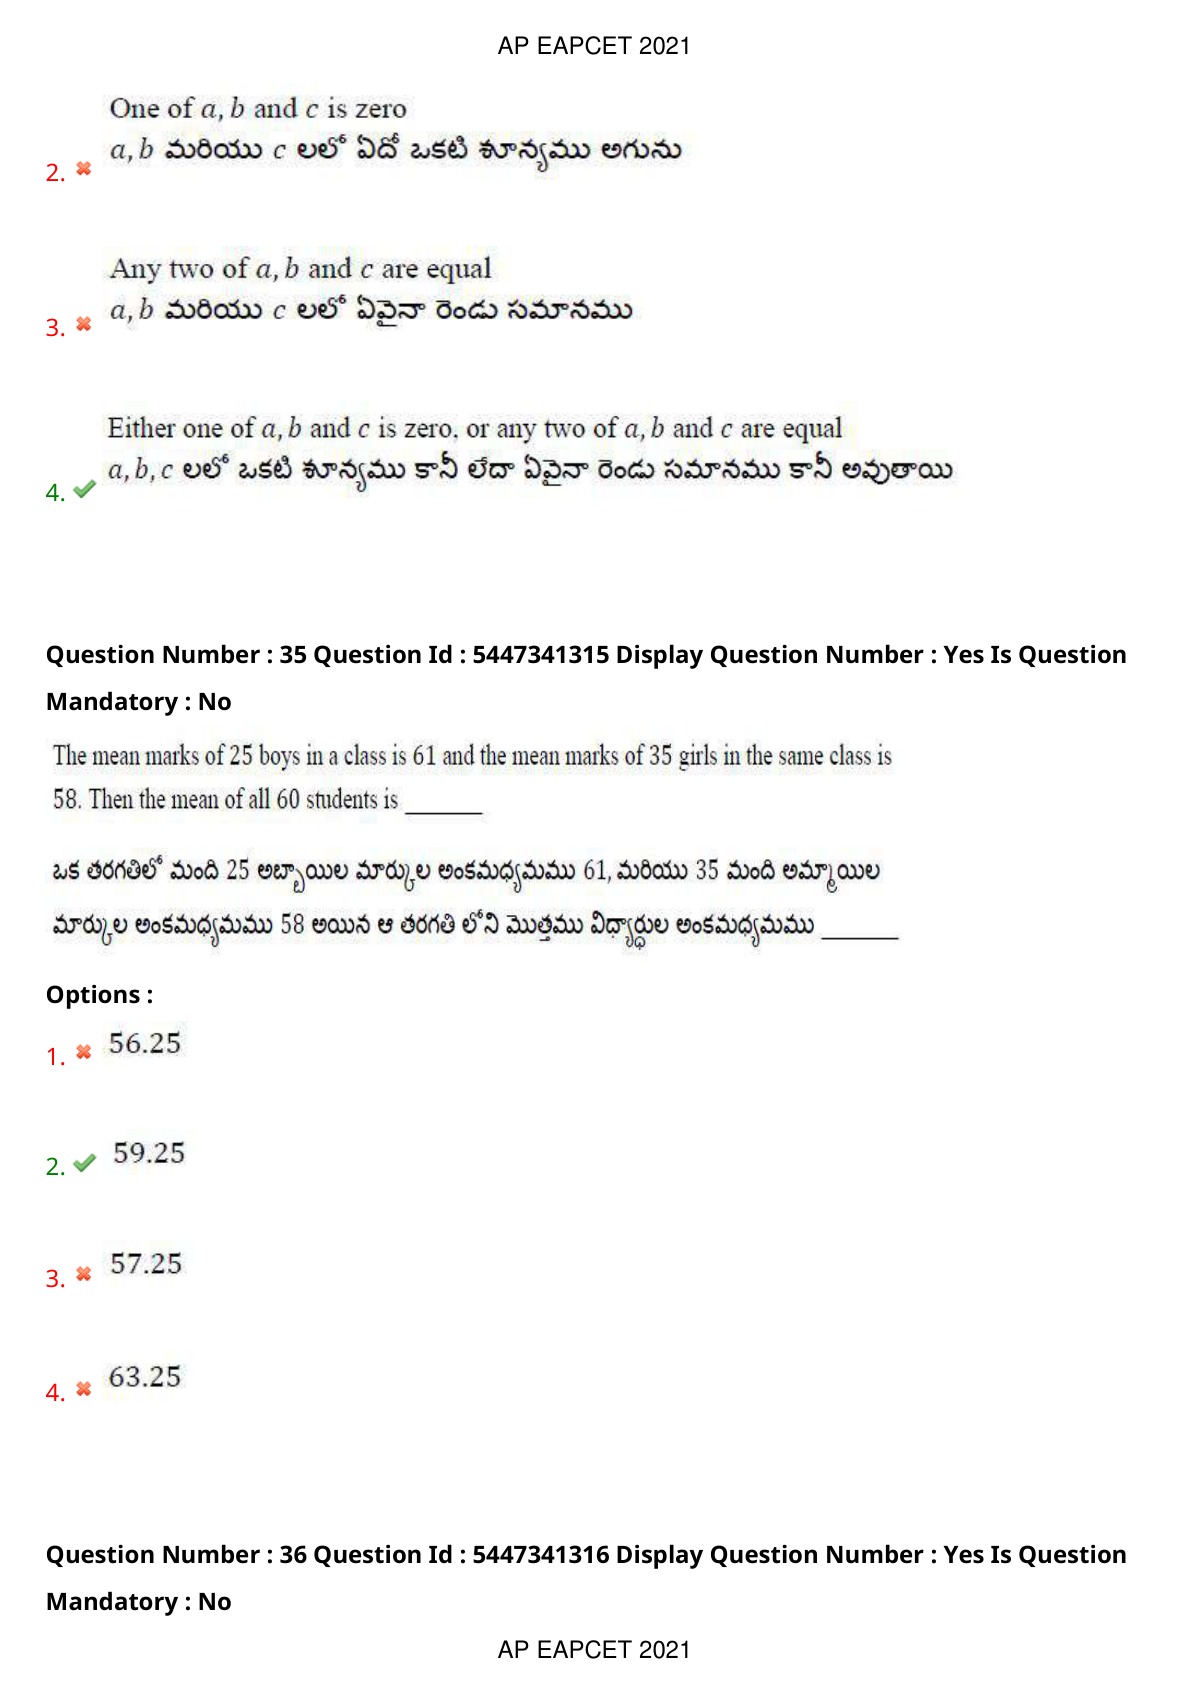 AP EAPCET 2021
One of a, b and c is zero
a, b మరియు c లలో ఏదో ఒకటి శూన్యము అగును
2.
Any two of a, b and c are equal
a, b మరియు c లలో ఏవైనా రెండు సమానము
3.
Either one of a, b and c is zero, or any two of a, b and c are equal
a, b, c లలో ఒకటి శూన్యము కానీ లేదా ఏవైనా రెండు సమానము కానీ అవుతాయి
4.
Question Number : 35 Question Id : 5447341315 Display Question Number : Yes Is Question
Mandatory : No
The mean marks of 25 boys in a class is 61 and the mean marks of 35 girls in the same class is
58. Then the mean of all 60 students is ______
ఒక తరగతిలో మంది 25 అబ్బాయిల మార్కుల అంకమధ్యమము 61, మరియు 35 మంది అమ్మాయిల
మార్కుల అంకమధ్యమము 58 అయిన ఆ తరగతి లోని మొత్తము విధ్యార్ధుల అంకమధ్యమము ______
Options :
1. 56.25
2. 59.25
3. 57.25
4. 63.25
Question Number : 36 Question Id : 5447341316 Display Question Number : Yes Is Question
Mandatory : No
AP EAPCET 2021